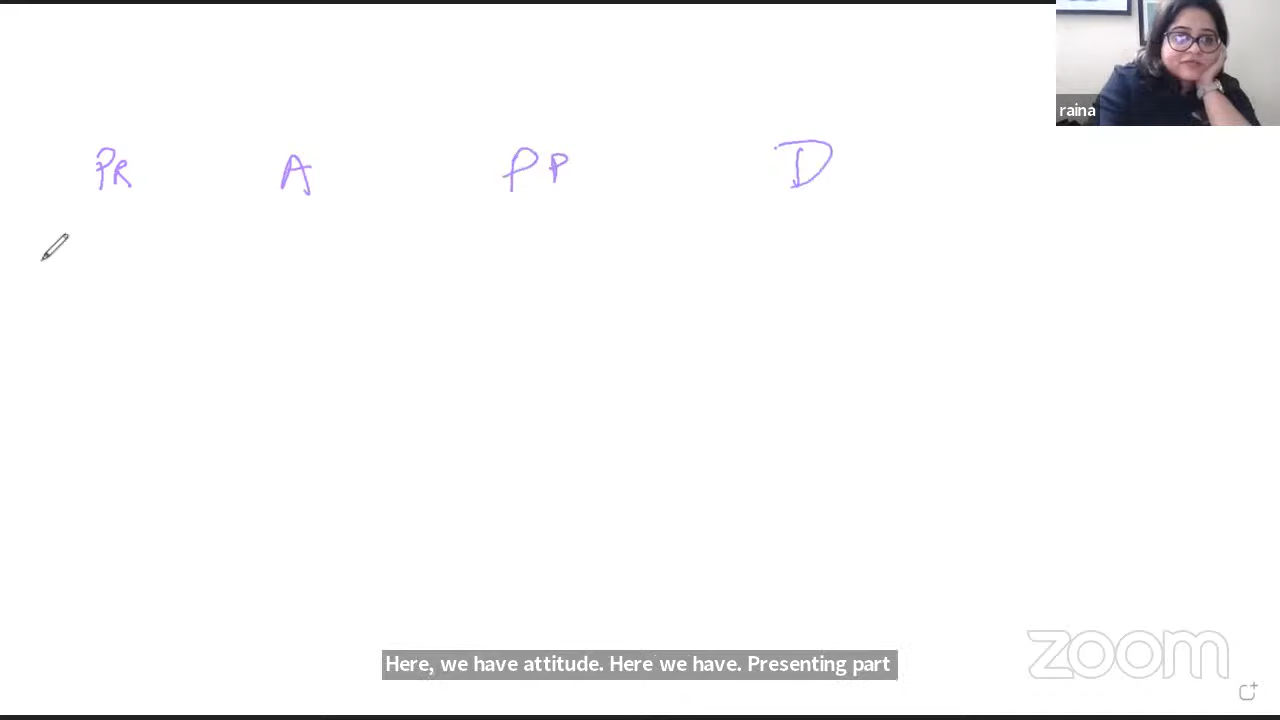 raina
PR A PP D
Here, we have attitude. Here we have. Presenting part
zoom